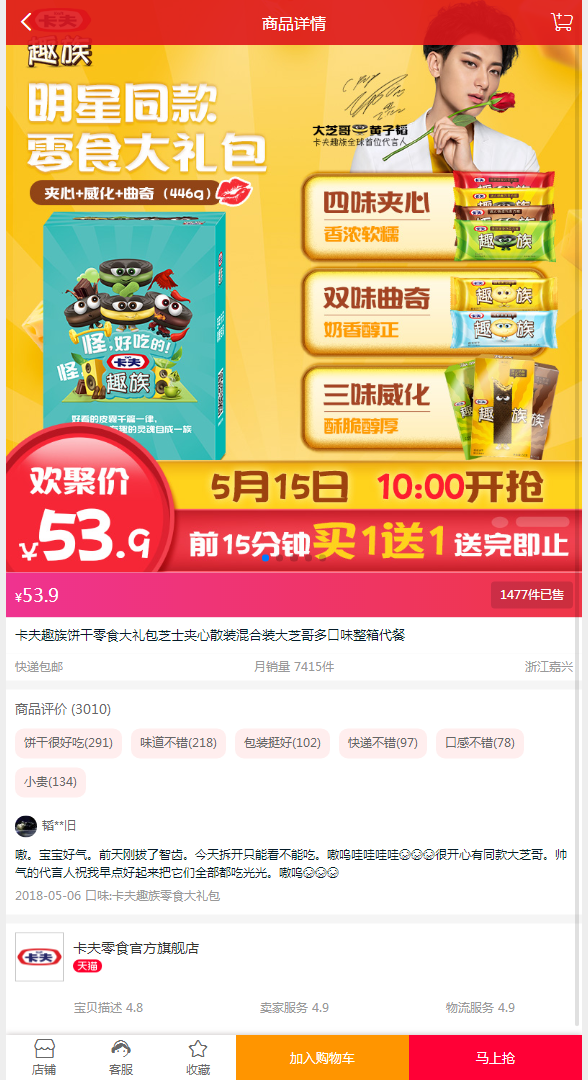 商品详情
卡夫
趣族
明星同款
零食大礼包
夹心+威化+曲奇（446g）
大芝哥 黄子韬
卡夫趣族全球首位代言人
四味夹心
香浓软糯
卡夫
趣 族
双味曲奇
奶香醇正
卡夫
趣 族
卡夫
趣 族
三味威化
酥脆醇厚
趣 族
怪,好吃的!
怪
卡夫
趣族
好看的皮囊千篇一律,
有趣的灵魂自成一族
欢聚价
¥53.9
5月15日 10:00开抢
前15分钟买1送1 送完即止
¥53.9
1477件已售
卡夫趣族饼干零食大礼包芝士夹心散装混合装大芝哥多口味整箱代餐
快递包邮 月销量 7415件 浙江嘉兴
商品评价 (3010)
饼干很好吃(291) 味道不错(218) 包装挺好(102) 快递不错(97) 口感不错(78)
小贵(134)
韬**旧
嗷。宝宝好气。前天刚拔了智齿。今天拆开只能看不能吃。嗷呜哇哇哇哇☹☹☹很开心有同款大芝哥。帅
气的代言人祝我早点好起来把它们全部都吃光光。嗷呜☹☹☹
2018-05-06 口味:卡夫趣族零食大礼包
卡夫
卡夫零食官方旗舰店
天猫
宝贝描述 4.8 卖家服务 4.9 物流服务 4.9
店铺 客服 收藏 加入购物车 马上抢